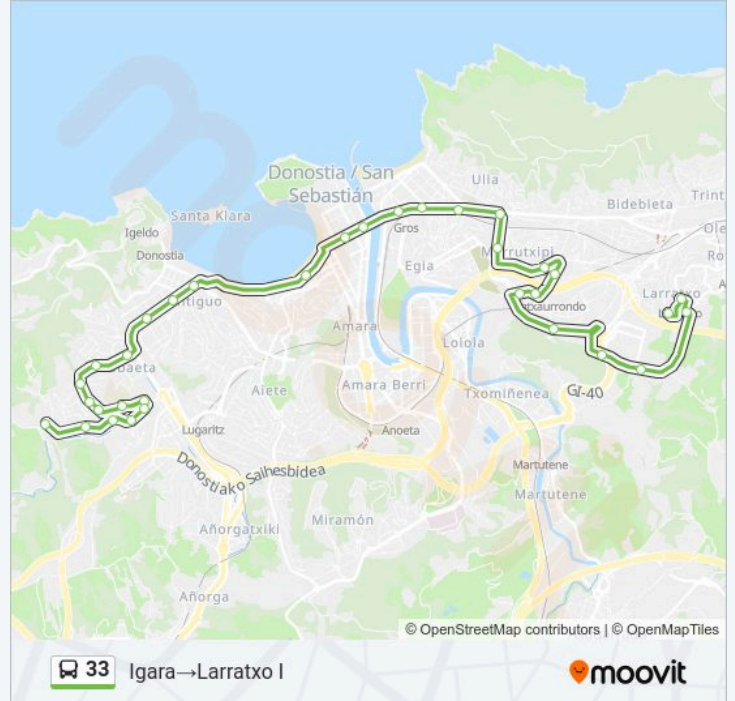 Donostia / San
Sebastián
Ulia
Trint
Bidebieta
Santa Klara
Igeldo
Donostia
Gros
Egia
Larratxo
Amara
Loiola
Aiete
Amara Berri
Txomiñenea
GI-40
Lugaritz
Anoeta
Donostiako Saihesbidea
Martutene
Martutene
Añorgatxiki
Miramón
Añorga
© OpenStreetMap contributors | © OpenMapTiles
33 Igara→Larratxo I
moovit